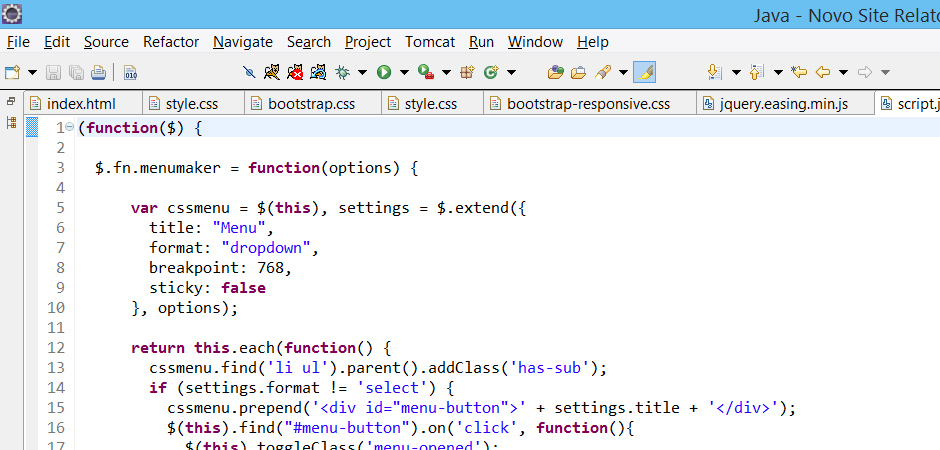 Java - Novo Site
File Edit Source Refactor Navigate Search Project Tomcat Run Window Help
010
index.html style.css bootstrap.css style.css bootstrap-responsive.css jquery.easing.min.js script.j
1 (function($) {
2
3 $.fn.menumaker = function(options) {
4
5 var cssmenu = $(this), settings = $.extend({
6 title: "Menu",
7 format: "dropdown",
8 breakpoint: 768,
9 sticky: false
10 }, options);
11
12 return this.each(function() {
13 cssmenu.find('li ul').parent().addClass('has-sub');
14 if (settings.format != 'select') {
15 cssmenu.prepend('<div id="menu-button">' + settings.title + '</div>');
16 $(this).find("#menu-button").on('click', function(){
17 $(this).toggleClass('menu-opened');